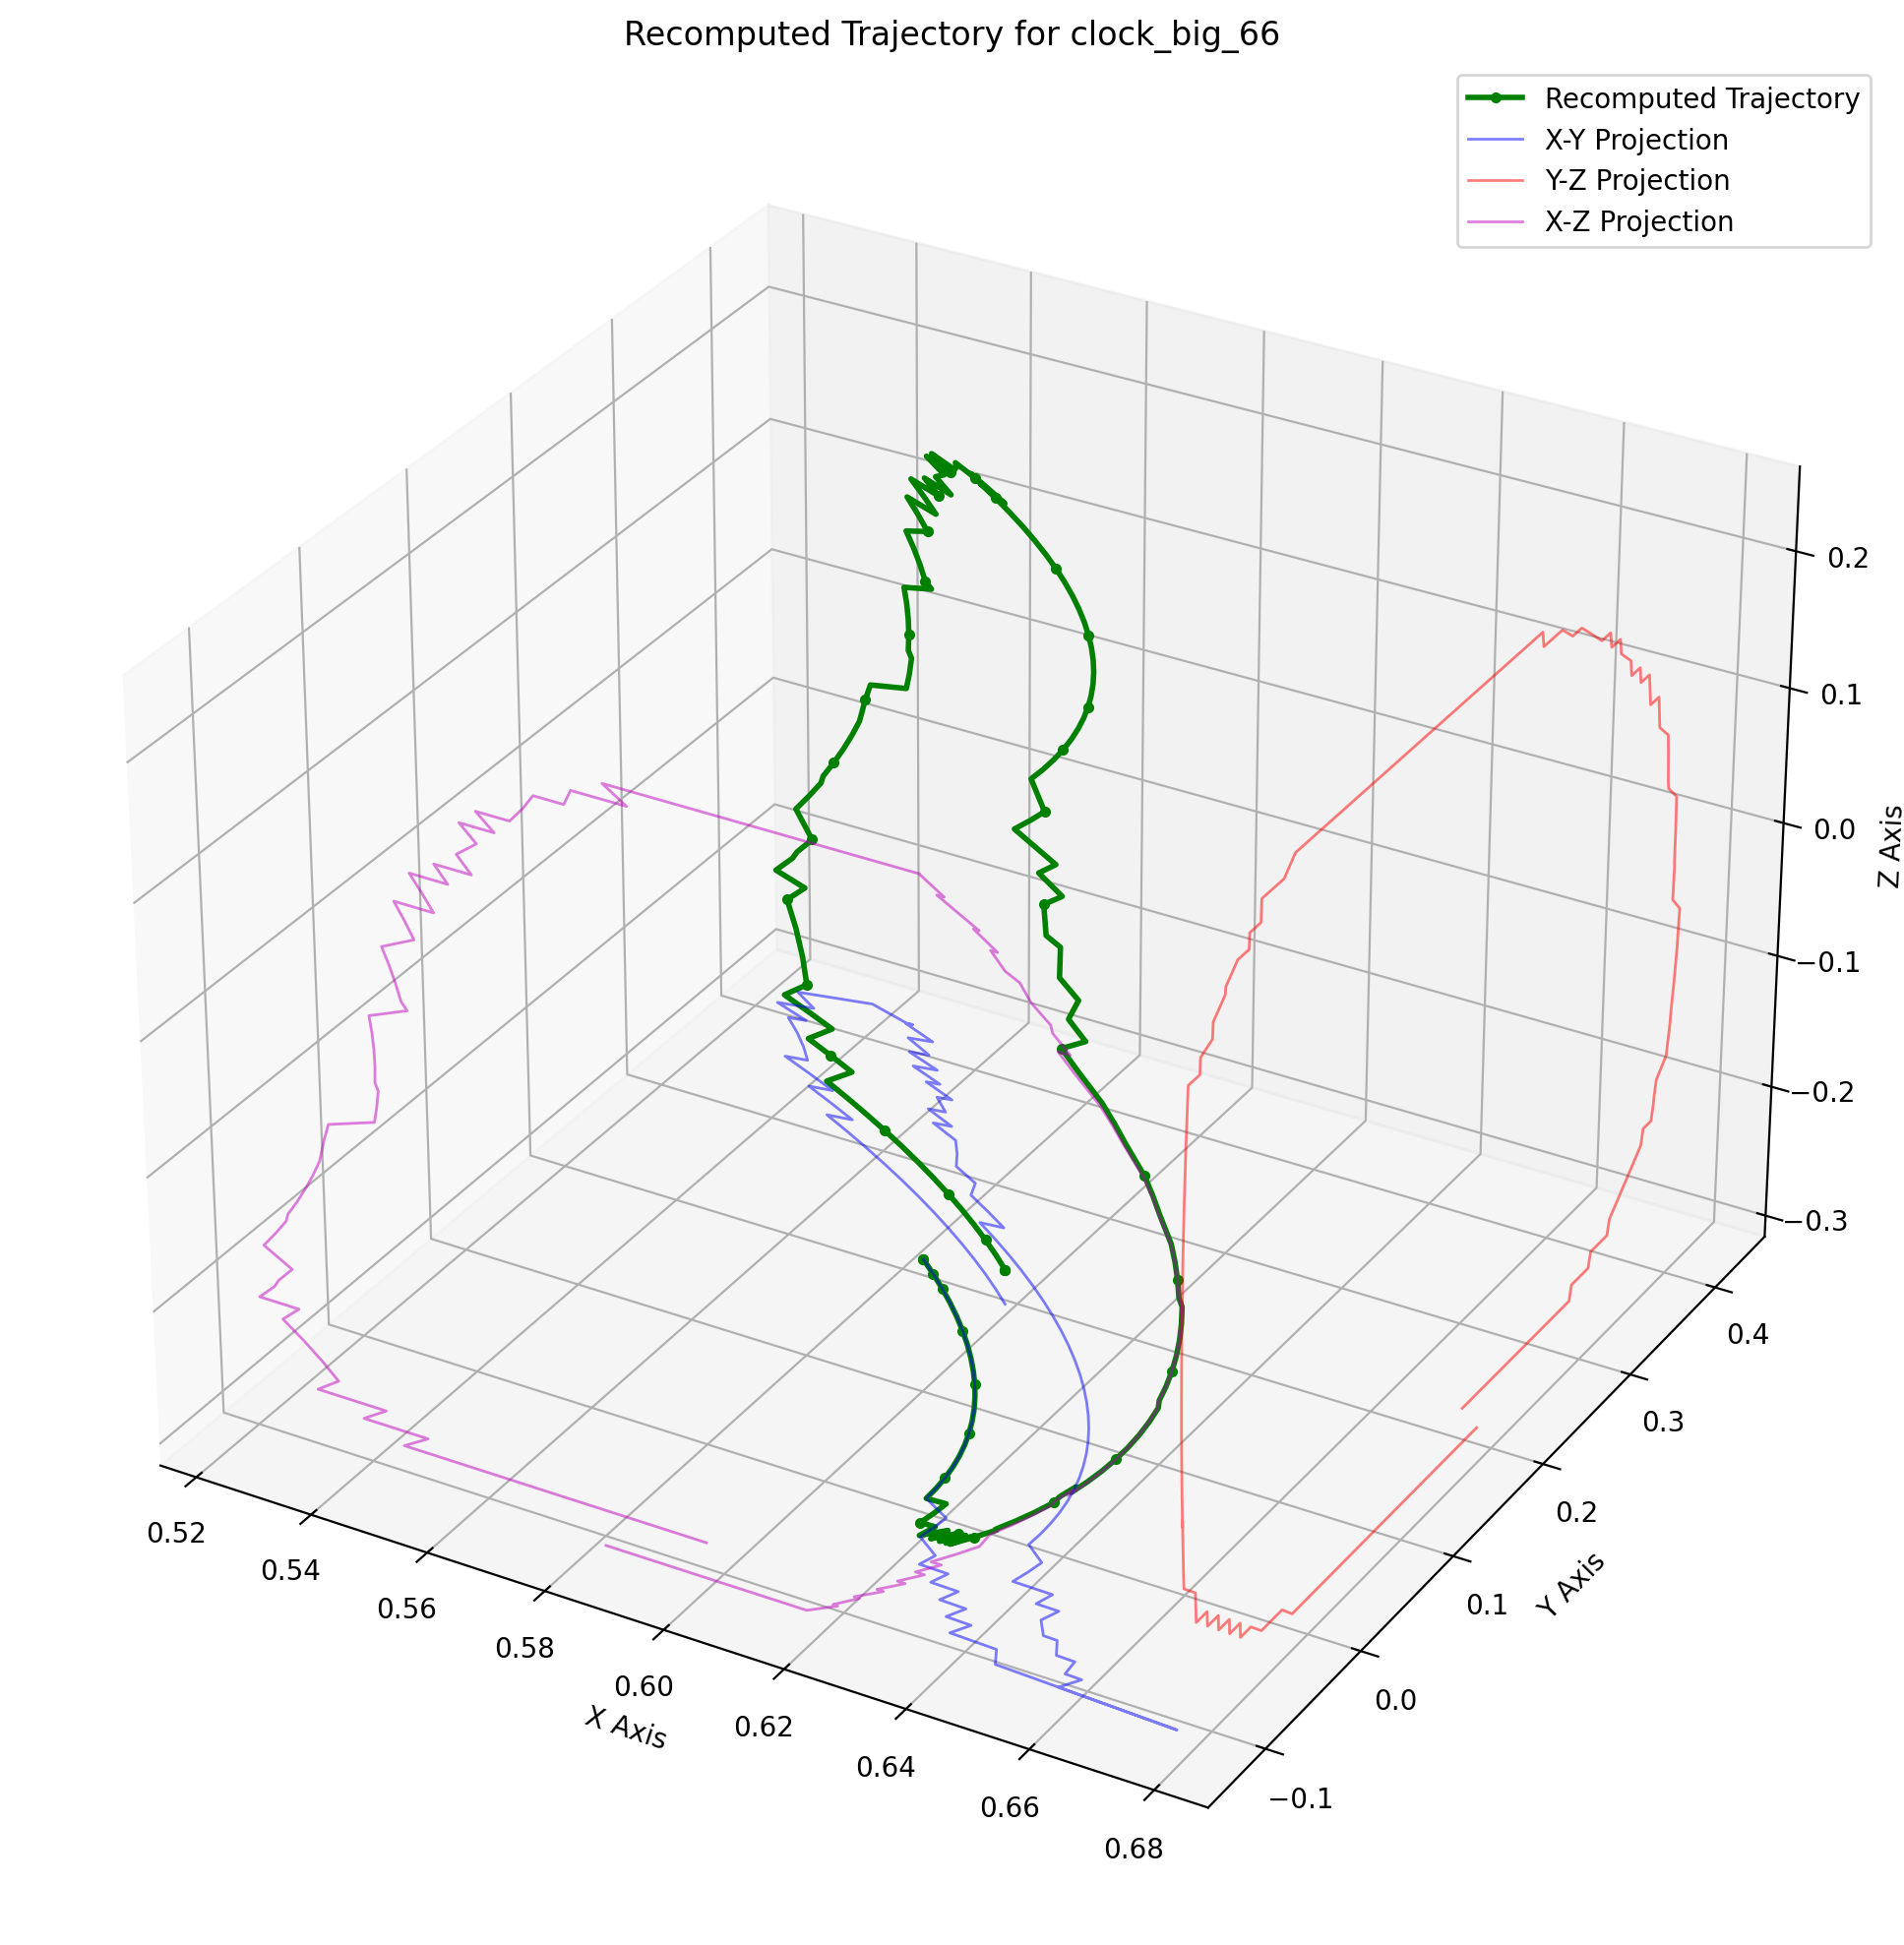 Recomputed Trajectory for clock_big_66
Recomputed Trajectory
X-Y Projection
Y-Z Projection
X-Z Projection
0.2
0.1
0.0
−0.1
−0.2
−0.3
Z Axis
0.4
0.3
0.2
0.1
0.0
−0.1
Y Axis
0.52
0.54
0.56
0.58
0.60
0.62
0.64
0.66
0.68
X Axis